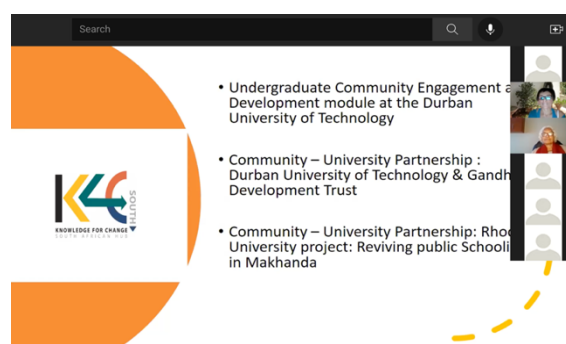 Search
• Undergraduate Community Engagement a
Development module at the Durban
University of Technology
• Community – University Partnership :
Durban University of Technology & Gandh
Development Trust
• Community – University Partnership: Rho
University project: Reviving public Schooli
in Makhanda
K4C
SOUTH
KNOWLEDGE FOR CHANGE
SOUTH AFRICAN HUB